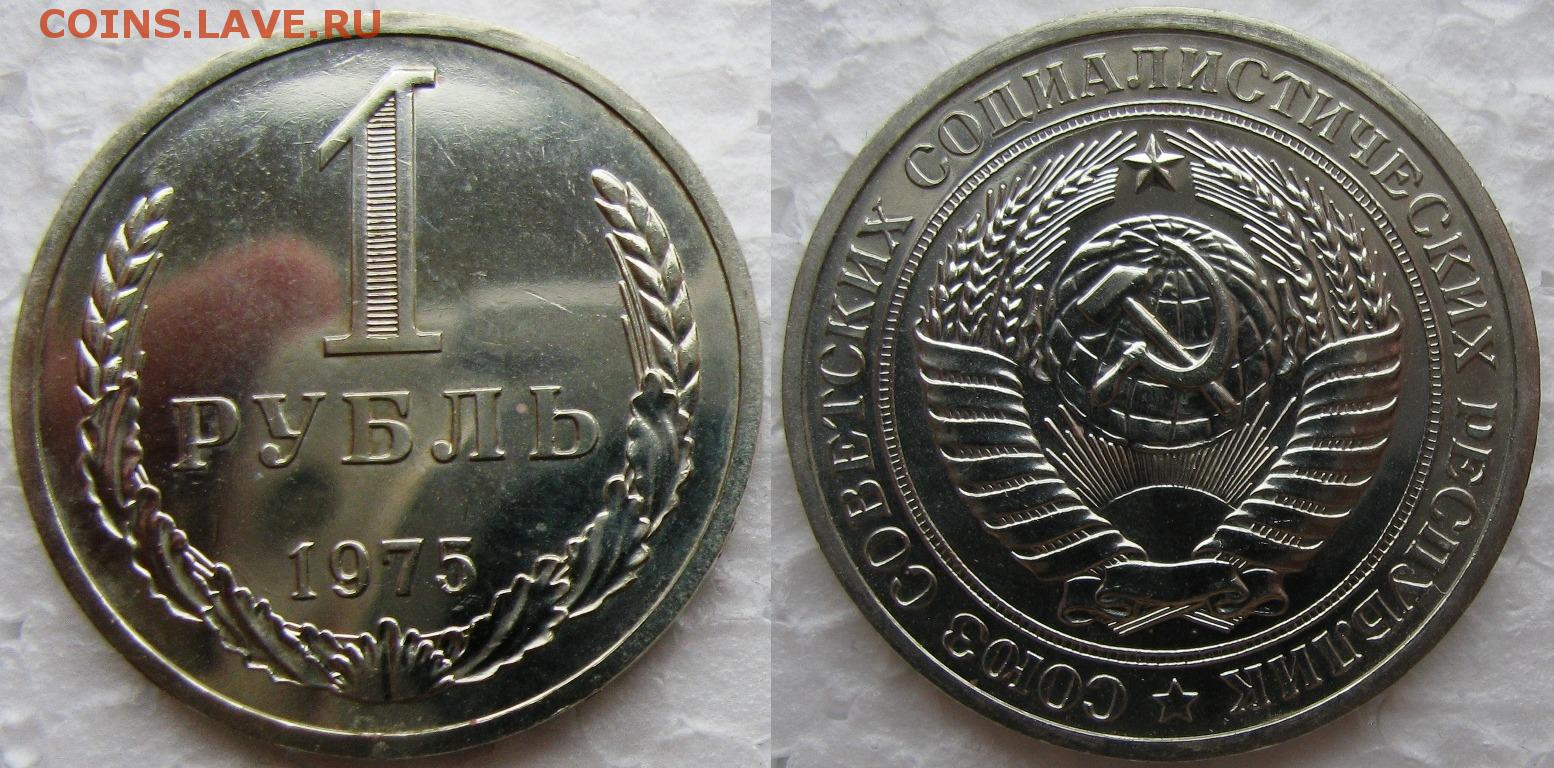 COINS.LAVE.RU
1
РУБЛЬ
1975
СОЮЗ СОВЕТСКИХ СОЦИАЛИСТИЧЕСКИХ РЕСПУБЛИК